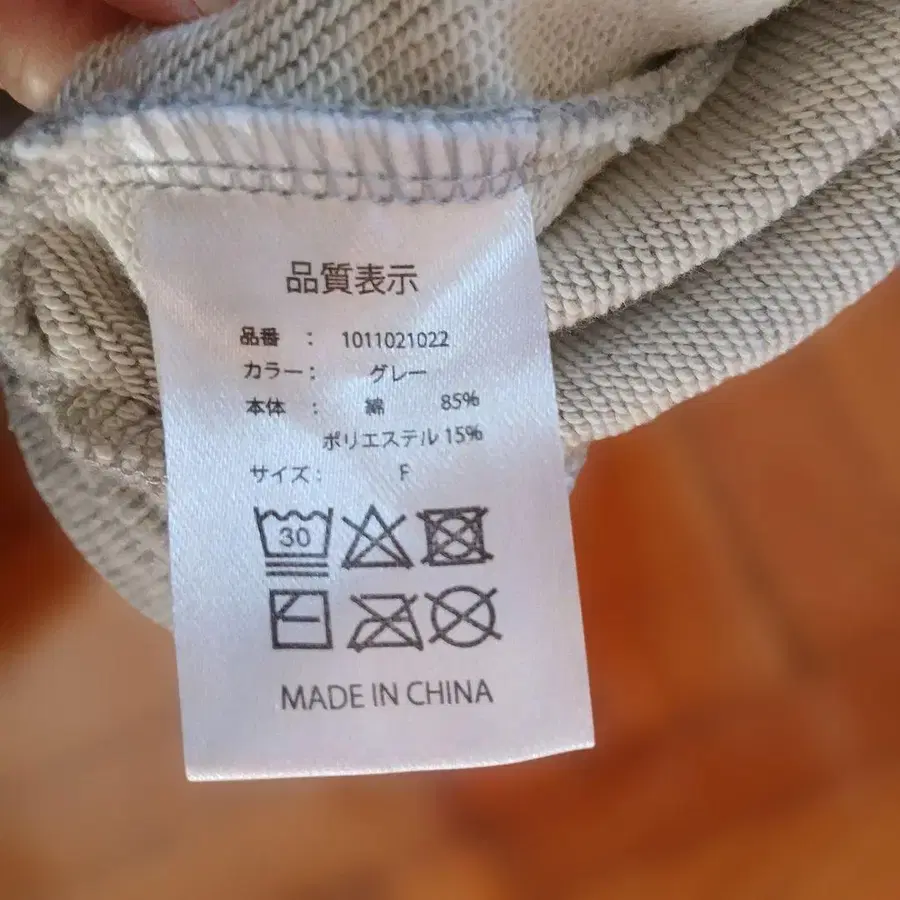 品質表示
品番 : 1011021022
カラー: グレー
本体 : 綿 85%
ポリエステル 15%
サイズ: F
30
MADE IN CHINA